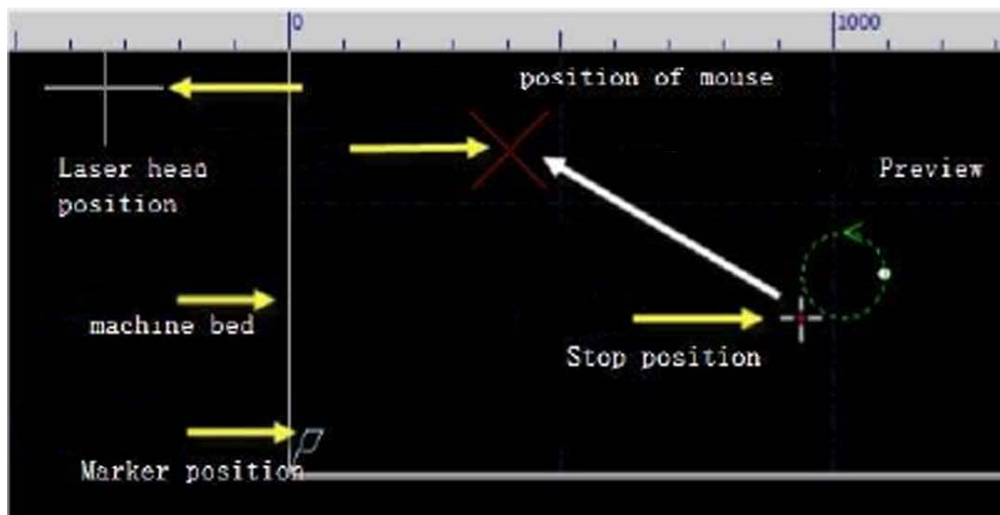 0
1000
position of mouse
Laser head
position
Preview
machine bed
Stop position
Marker position